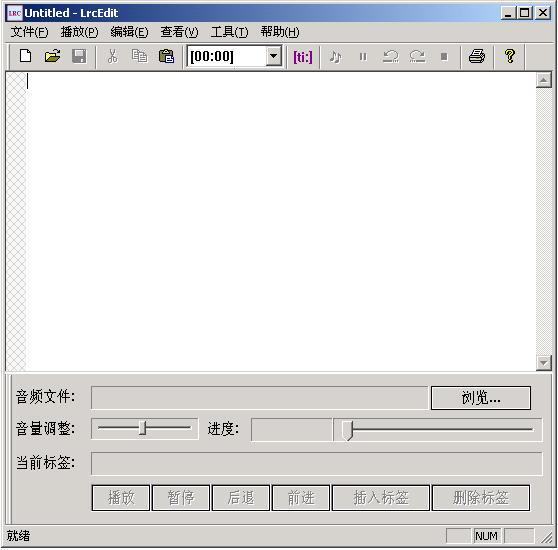 LRC Untitled - LrcEdit
文件(F) 播放(P) 编辑(E) 查看(V) 工具(T) 帮助(H)
[00:00] [ti:]
音频文件: 浏览...
音量调整: 进度:
当前标签:
播放 暂停 后退 前进 插入标签 删除标签
就绪 NUM